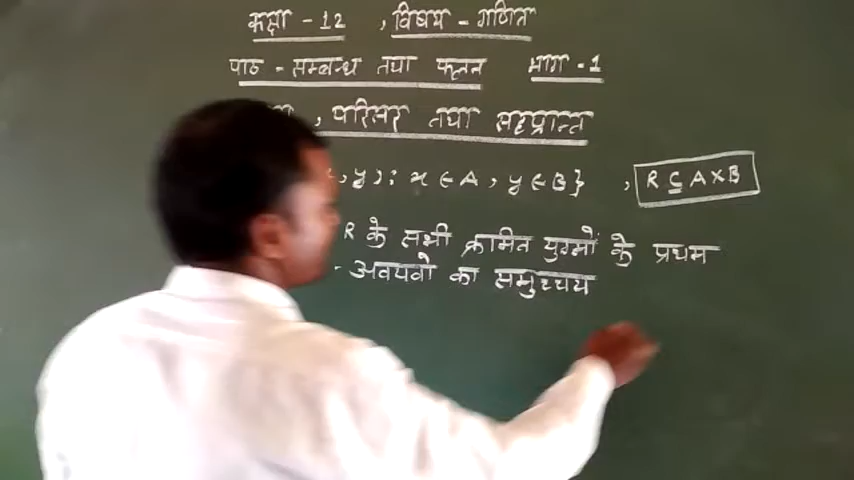 कक्षा - 12 , विषय - गणित
पाठ - सम्बन्ध तथा फलन भाग - 1
, परिसर तथा सहप्रान्त
, y) : x ∈ A , y ∈ B} , R ⊆ A×B
R के सभी क्रमित युग्मों के प्रथम
- अवयवो का समुच्चय